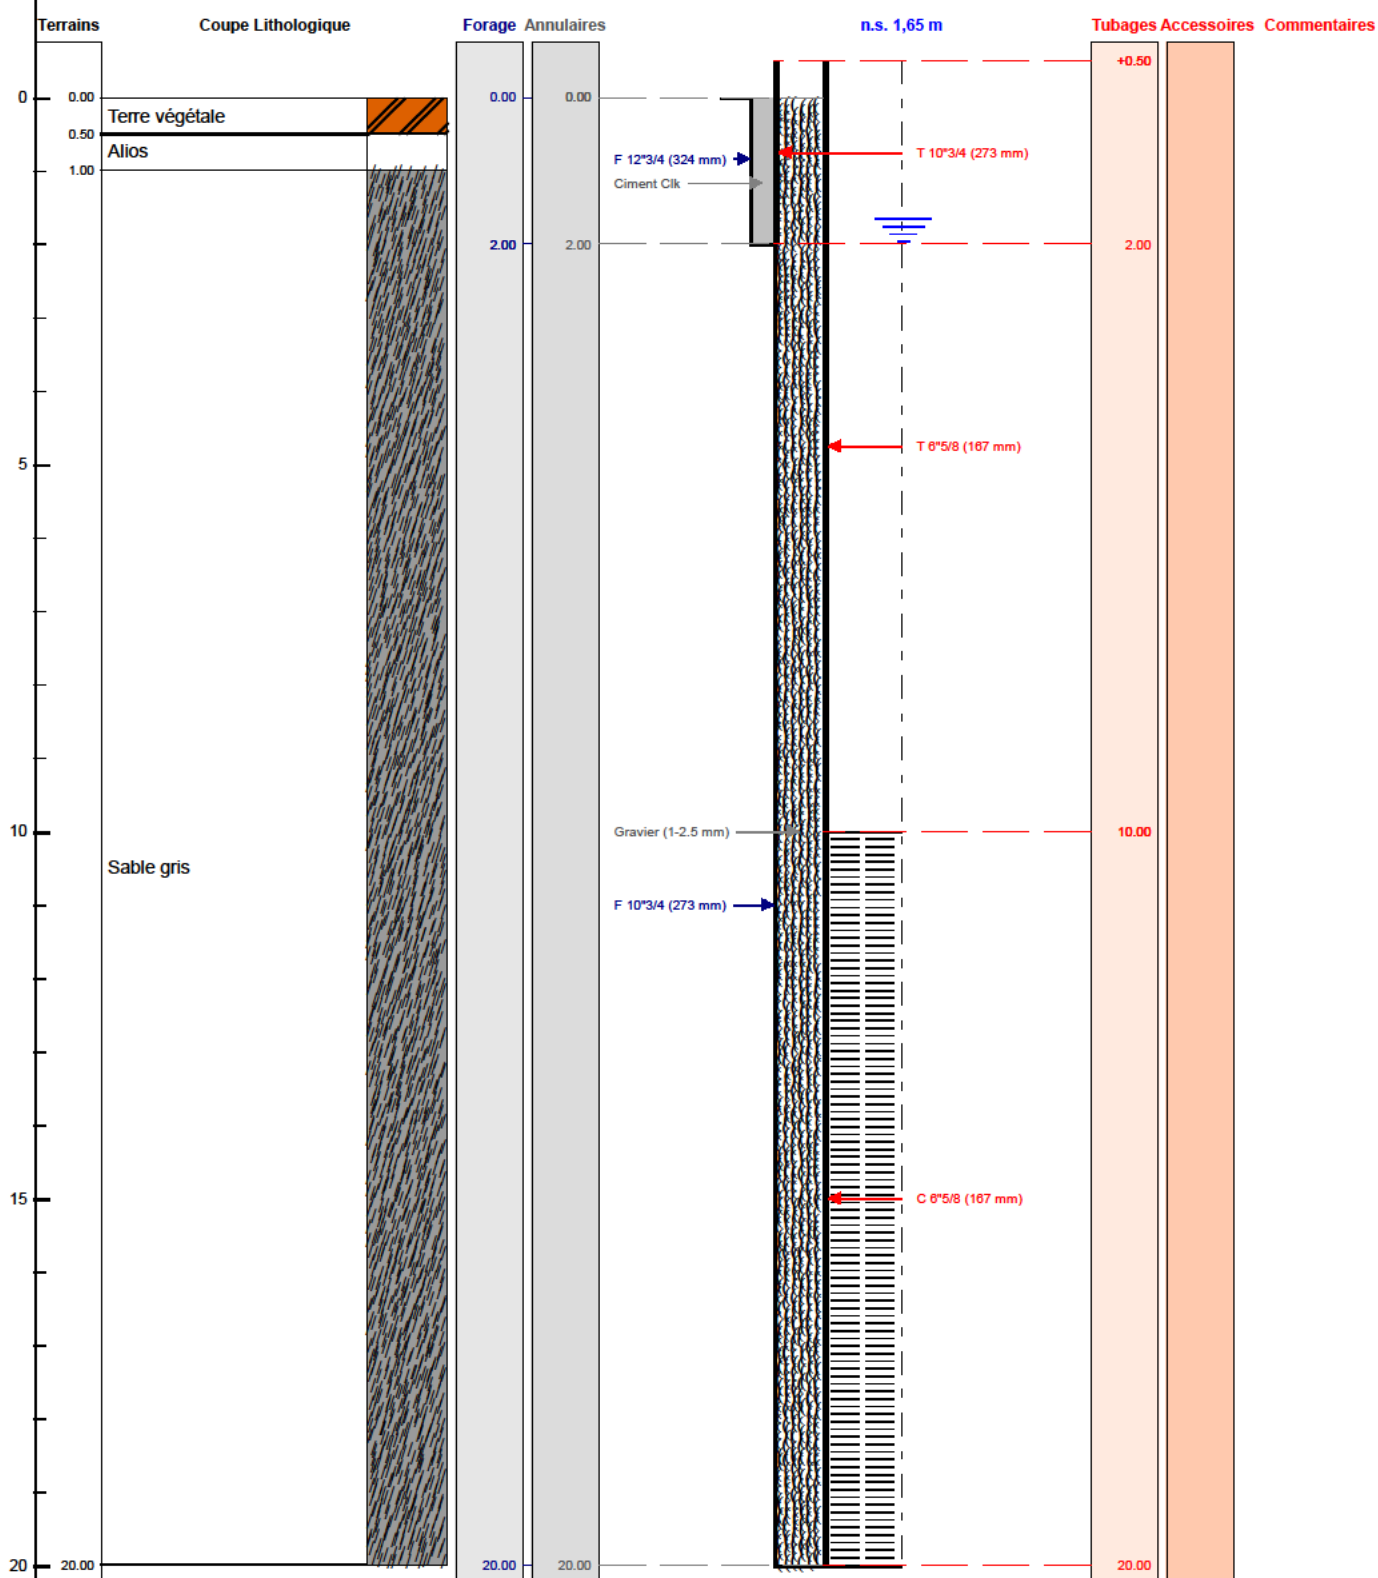 Terrains Coupe Lithologique Forage Annulaires n.s. 1,65 m Tubages Accessoires Commentaires
+0.50
0 0.00 0.00 0.00
Terre végétale
0.50
Alios
T 10"3/4 (273 mm)
F 12"3/4 (324 mm)
1.00
Ciment Clk
2.00 2.00 2.00
T 6"5/8 (167 mm)
5
10 Gravier (1-2.5 mm) 10.00
Sable gris
F 10"3/4 (273 mm)
15 C 6"5/8 (167 mm)
20 20.00 20.00 20.00 20.00